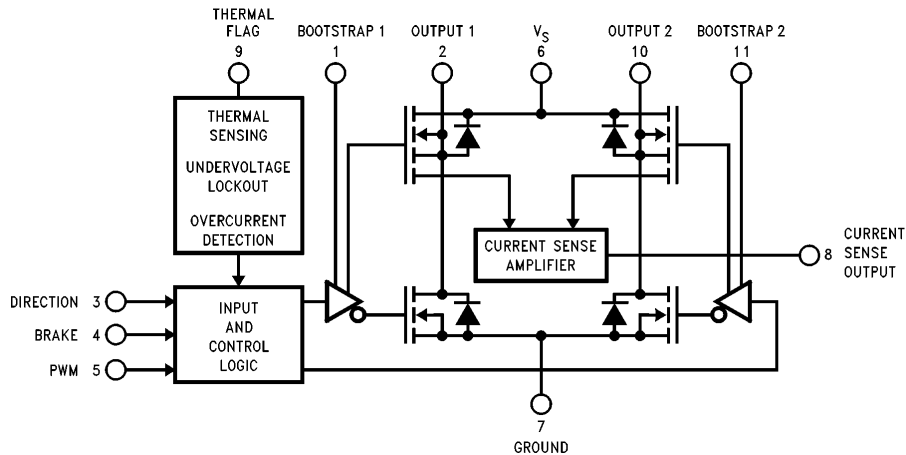 THERMAL
FLAG
9
BOOTSTRAP 1
1
OUTPUT 1
2
VS
6
OUTPUT 2
10
BOOTSTRAP 2
11
THERMAL
SENSING
UNDERVOLTAGE
LOCKOUT
OVERCURRENT
DETECTION
CURRENT SENSE
AMPLIFIER
8
CURRENT
SENSE
OUTPUT
DIRECTION 3
BRAKE 4
PWM 5
INPUT
AND
CONTROL
LOGIC
7
GROUND